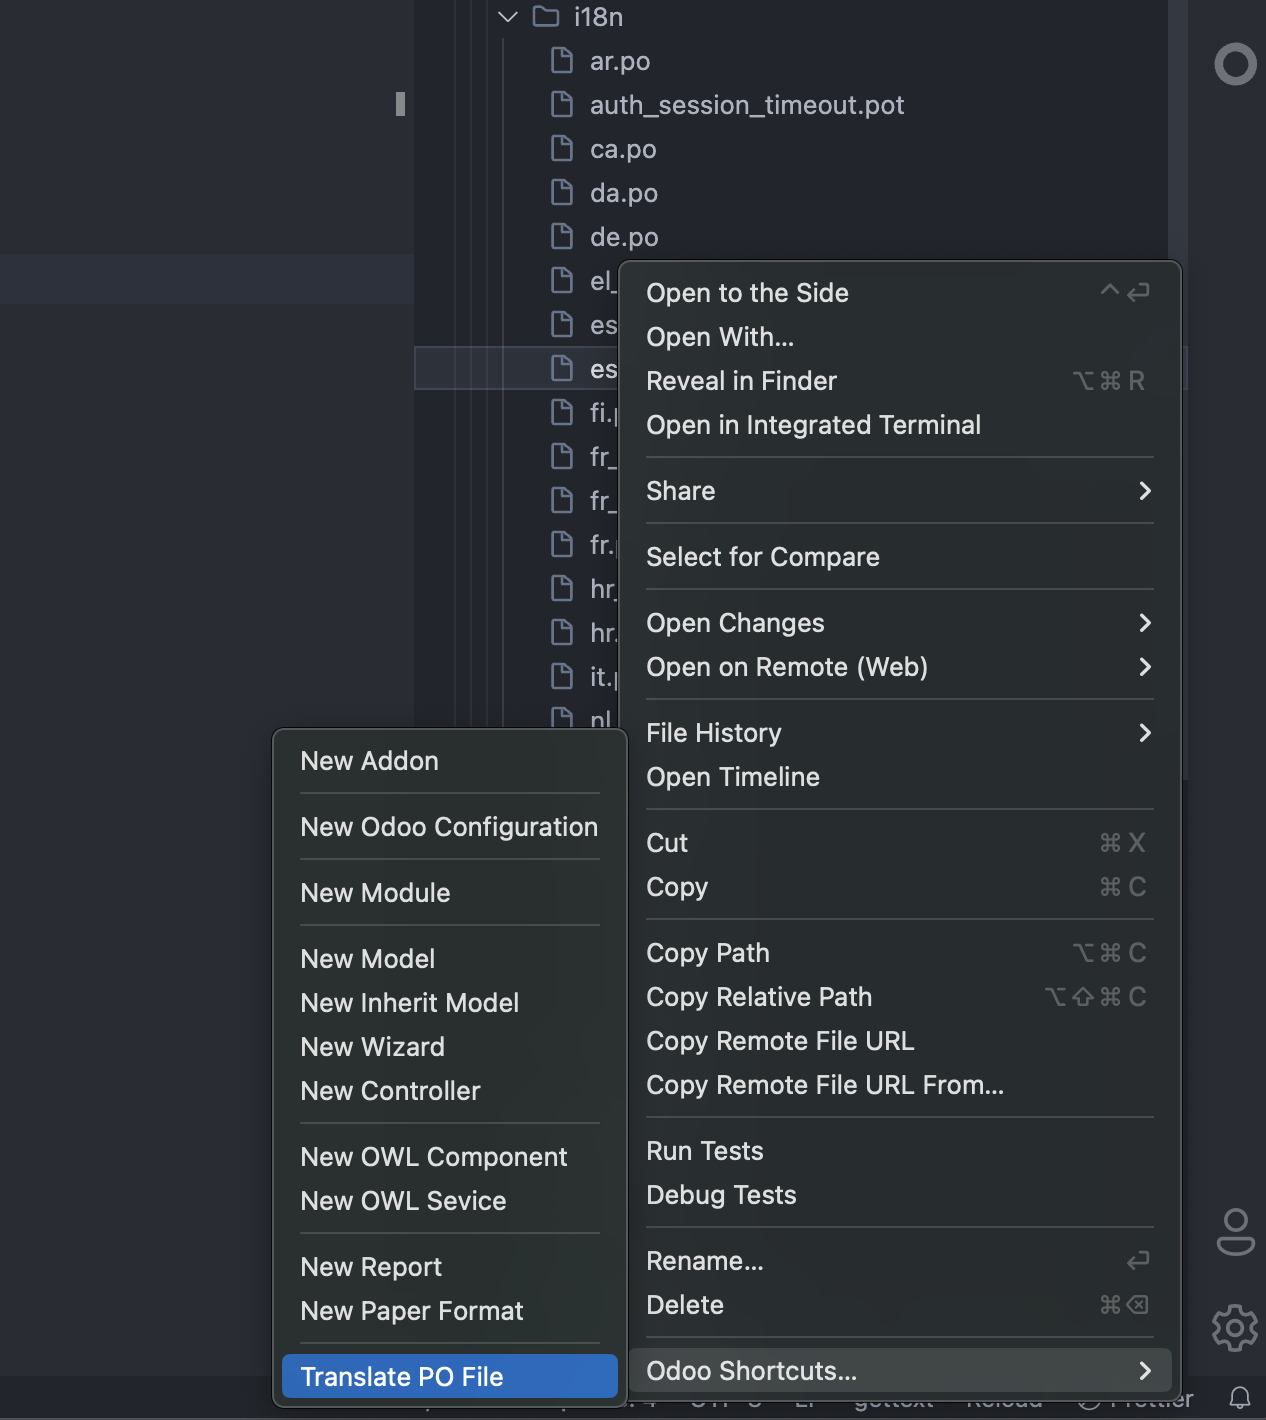 i18n
ar.po
auth_session_timeout.pot
ca.po
da.po
de.po
el_
es
es
fi.
fr_
fr_
fr.
hr_
hr.
it.
nl
Open to the Side
Open With...
Reveal in Finder ⌥⌘R
Open in Integrated Terminal
Share
Select for Compare
Open Changes
Open on Remote (Web)
File History
Open Timeline
Cut ⌘X
Copy ⌘C
Copy Path ⌥⌘C
Copy Relative Path ⌥⇧⌘C
Copy Remote File URL
Copy Remote File URL From...
Run Tests
Debug Tests
Rename...
Delete
Odoo Shortcuts...
New Addon
New Odoo Configuration
New Module
New Model
New Inherit Model
New Wizard
New Controller
New OWL Component
New OWL Sevice
New Report
New Paper Format
Translate PO File
gettext Reload Prettier